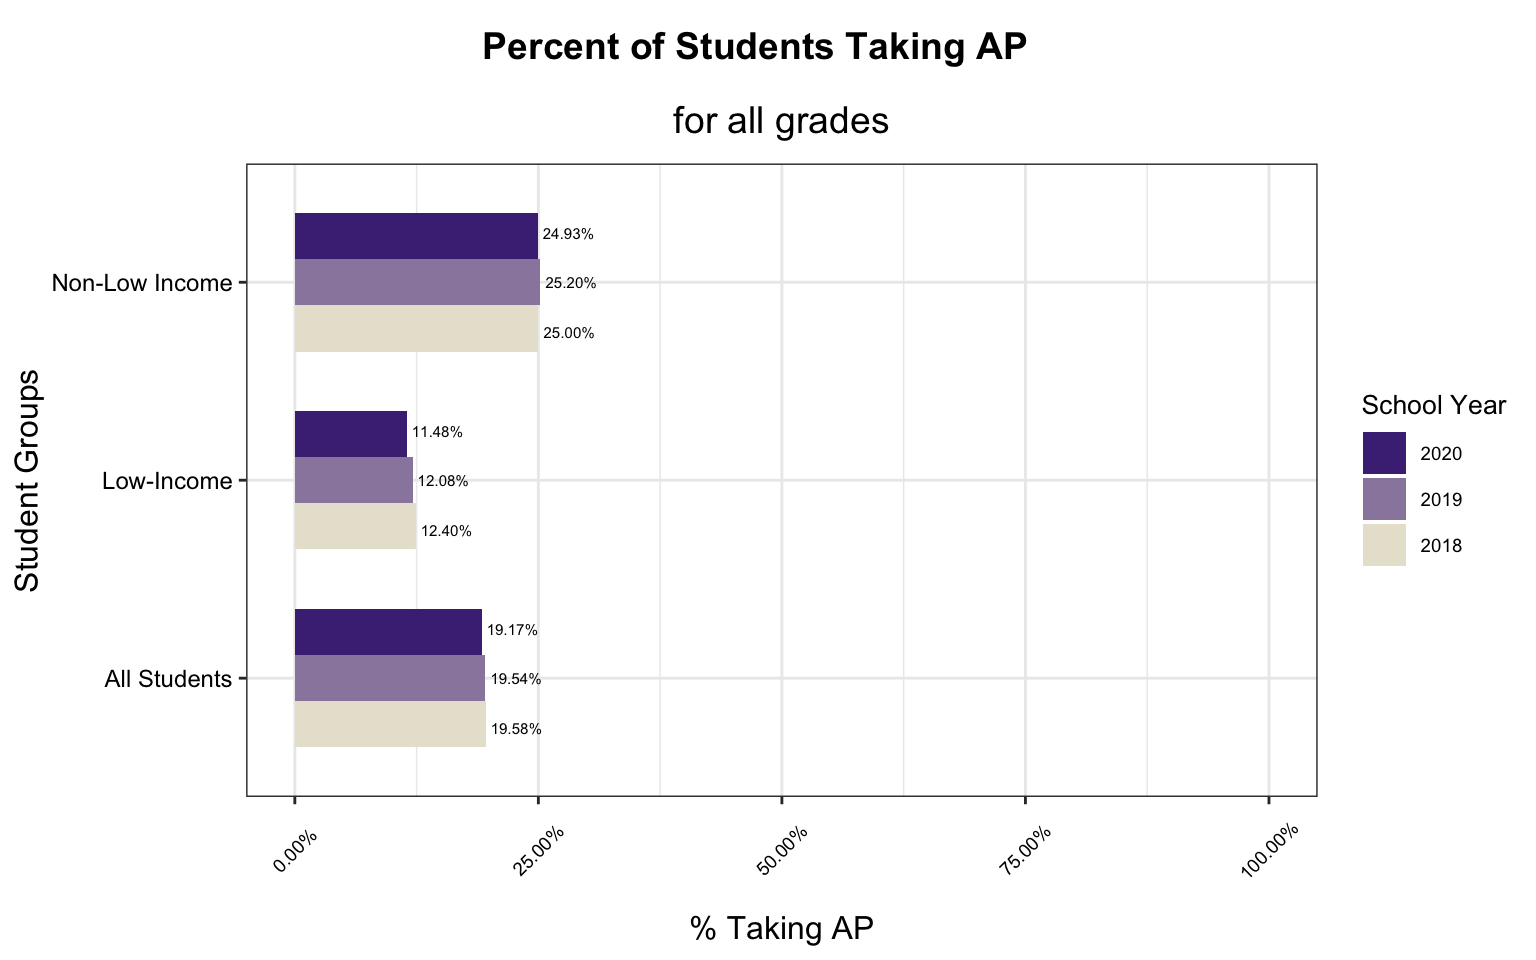 Percent of Students Taking AP
for all grades
Student Groups
Non-Low Income
24.93%
25.20%
25.00%
Low-Income
11.48%
12.08%
12.40%
All Students
19.17%
19.54%
19.58%
0.00%
25.00%
50.00%
75.00%
100.00%
% Taking AP
School Year
2020
2019
2018